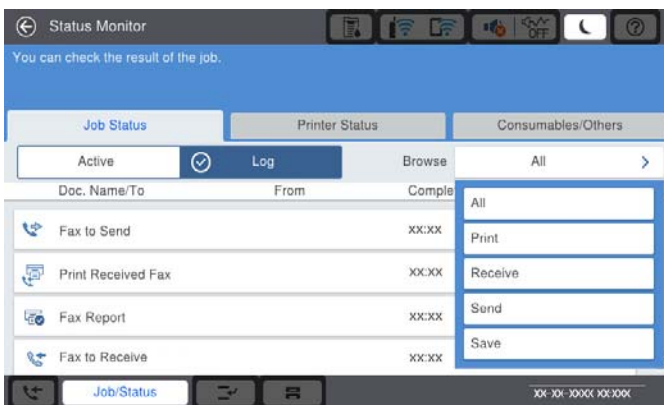 Status Monitor
OFF
You can check the result of the job.
Job Status Printer Status Consumables/Others
Active Log Browse All
Doc. Name/To From Comple
All
Fax to Send XX:XX
Print
Print Received Fax XX:XX
Receive
Fax Report XX:XX
Send
Fax to Receive XX:XX
Save
Job/Status XX-XX-XXXX XX:XXXX